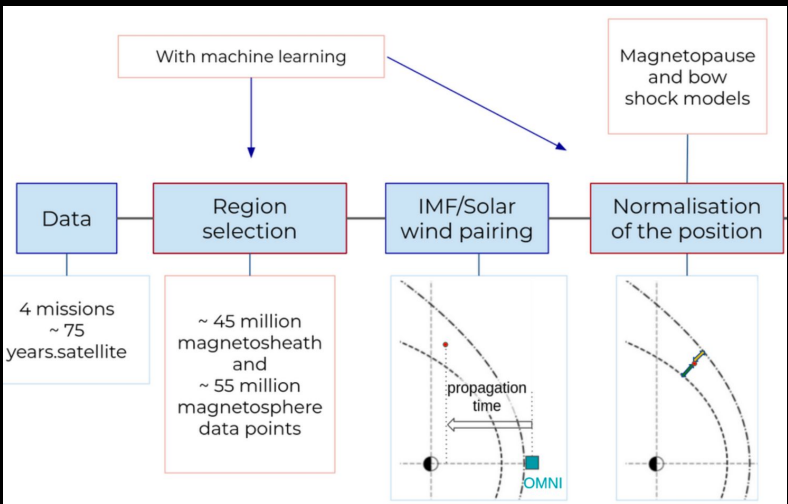 With machine learning
Magnetopause
and bow
shock models
Data
Region
selection
IMF/Solar
wind pairing
Normalisation
of the position
4 missions
~ 75
years.satellite
~ 45 million
magnetosheath
and
~ 55 million
magnetosphere
data points
propagation
time
OMNI